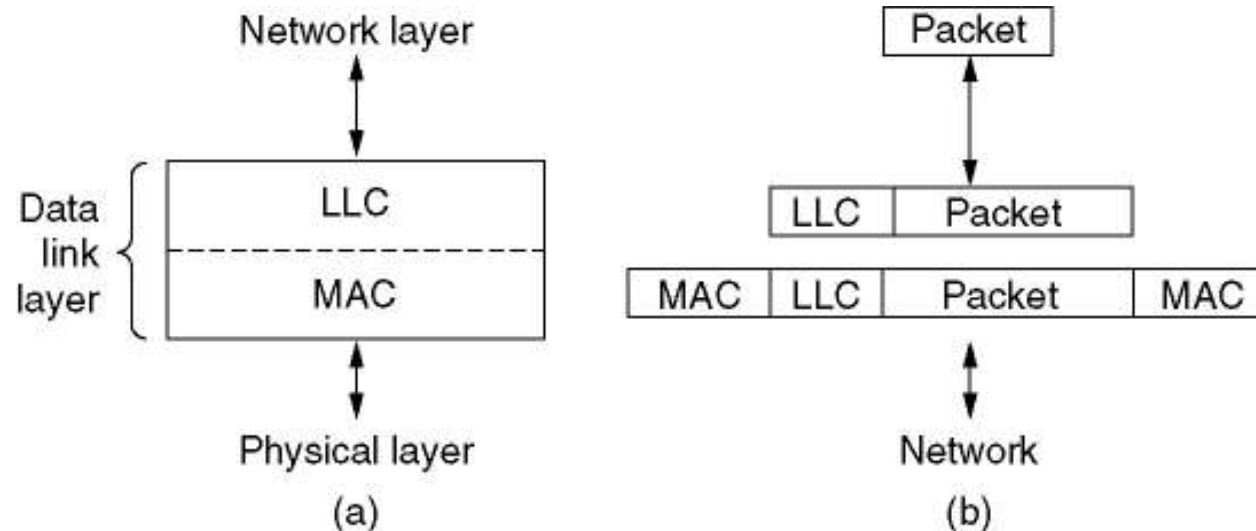 Network layer
Data
link
layer
LLC
MAC
Physical layer
(a)
Packet
LLC Packet
MAC LLC Packet MAC
Network
(b)